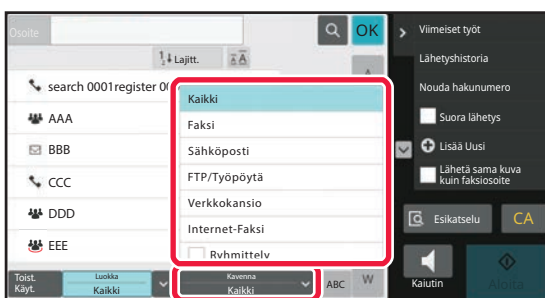 Osoite
OK
Lajitt.
search 0001register 00
AAA
BBB
CCC
DDD
EEE
Kaikki
Faksi
Sähköposti
FTP/Työpöytä
Verkkokansio
Internet-Faksi
Ryhmittely
Toist.
Käyt.
Luokka
Kaikki
Kavenna
Kaikki
ABC
W
Viimeiset työt
Lähetyshistoria
Nouda hakunumero
Suora lähetys
Lisää Uusi
Lähetä sama kuva
kuin faksiosoite
Esikatselu
CA
Kaiutin
Aloita